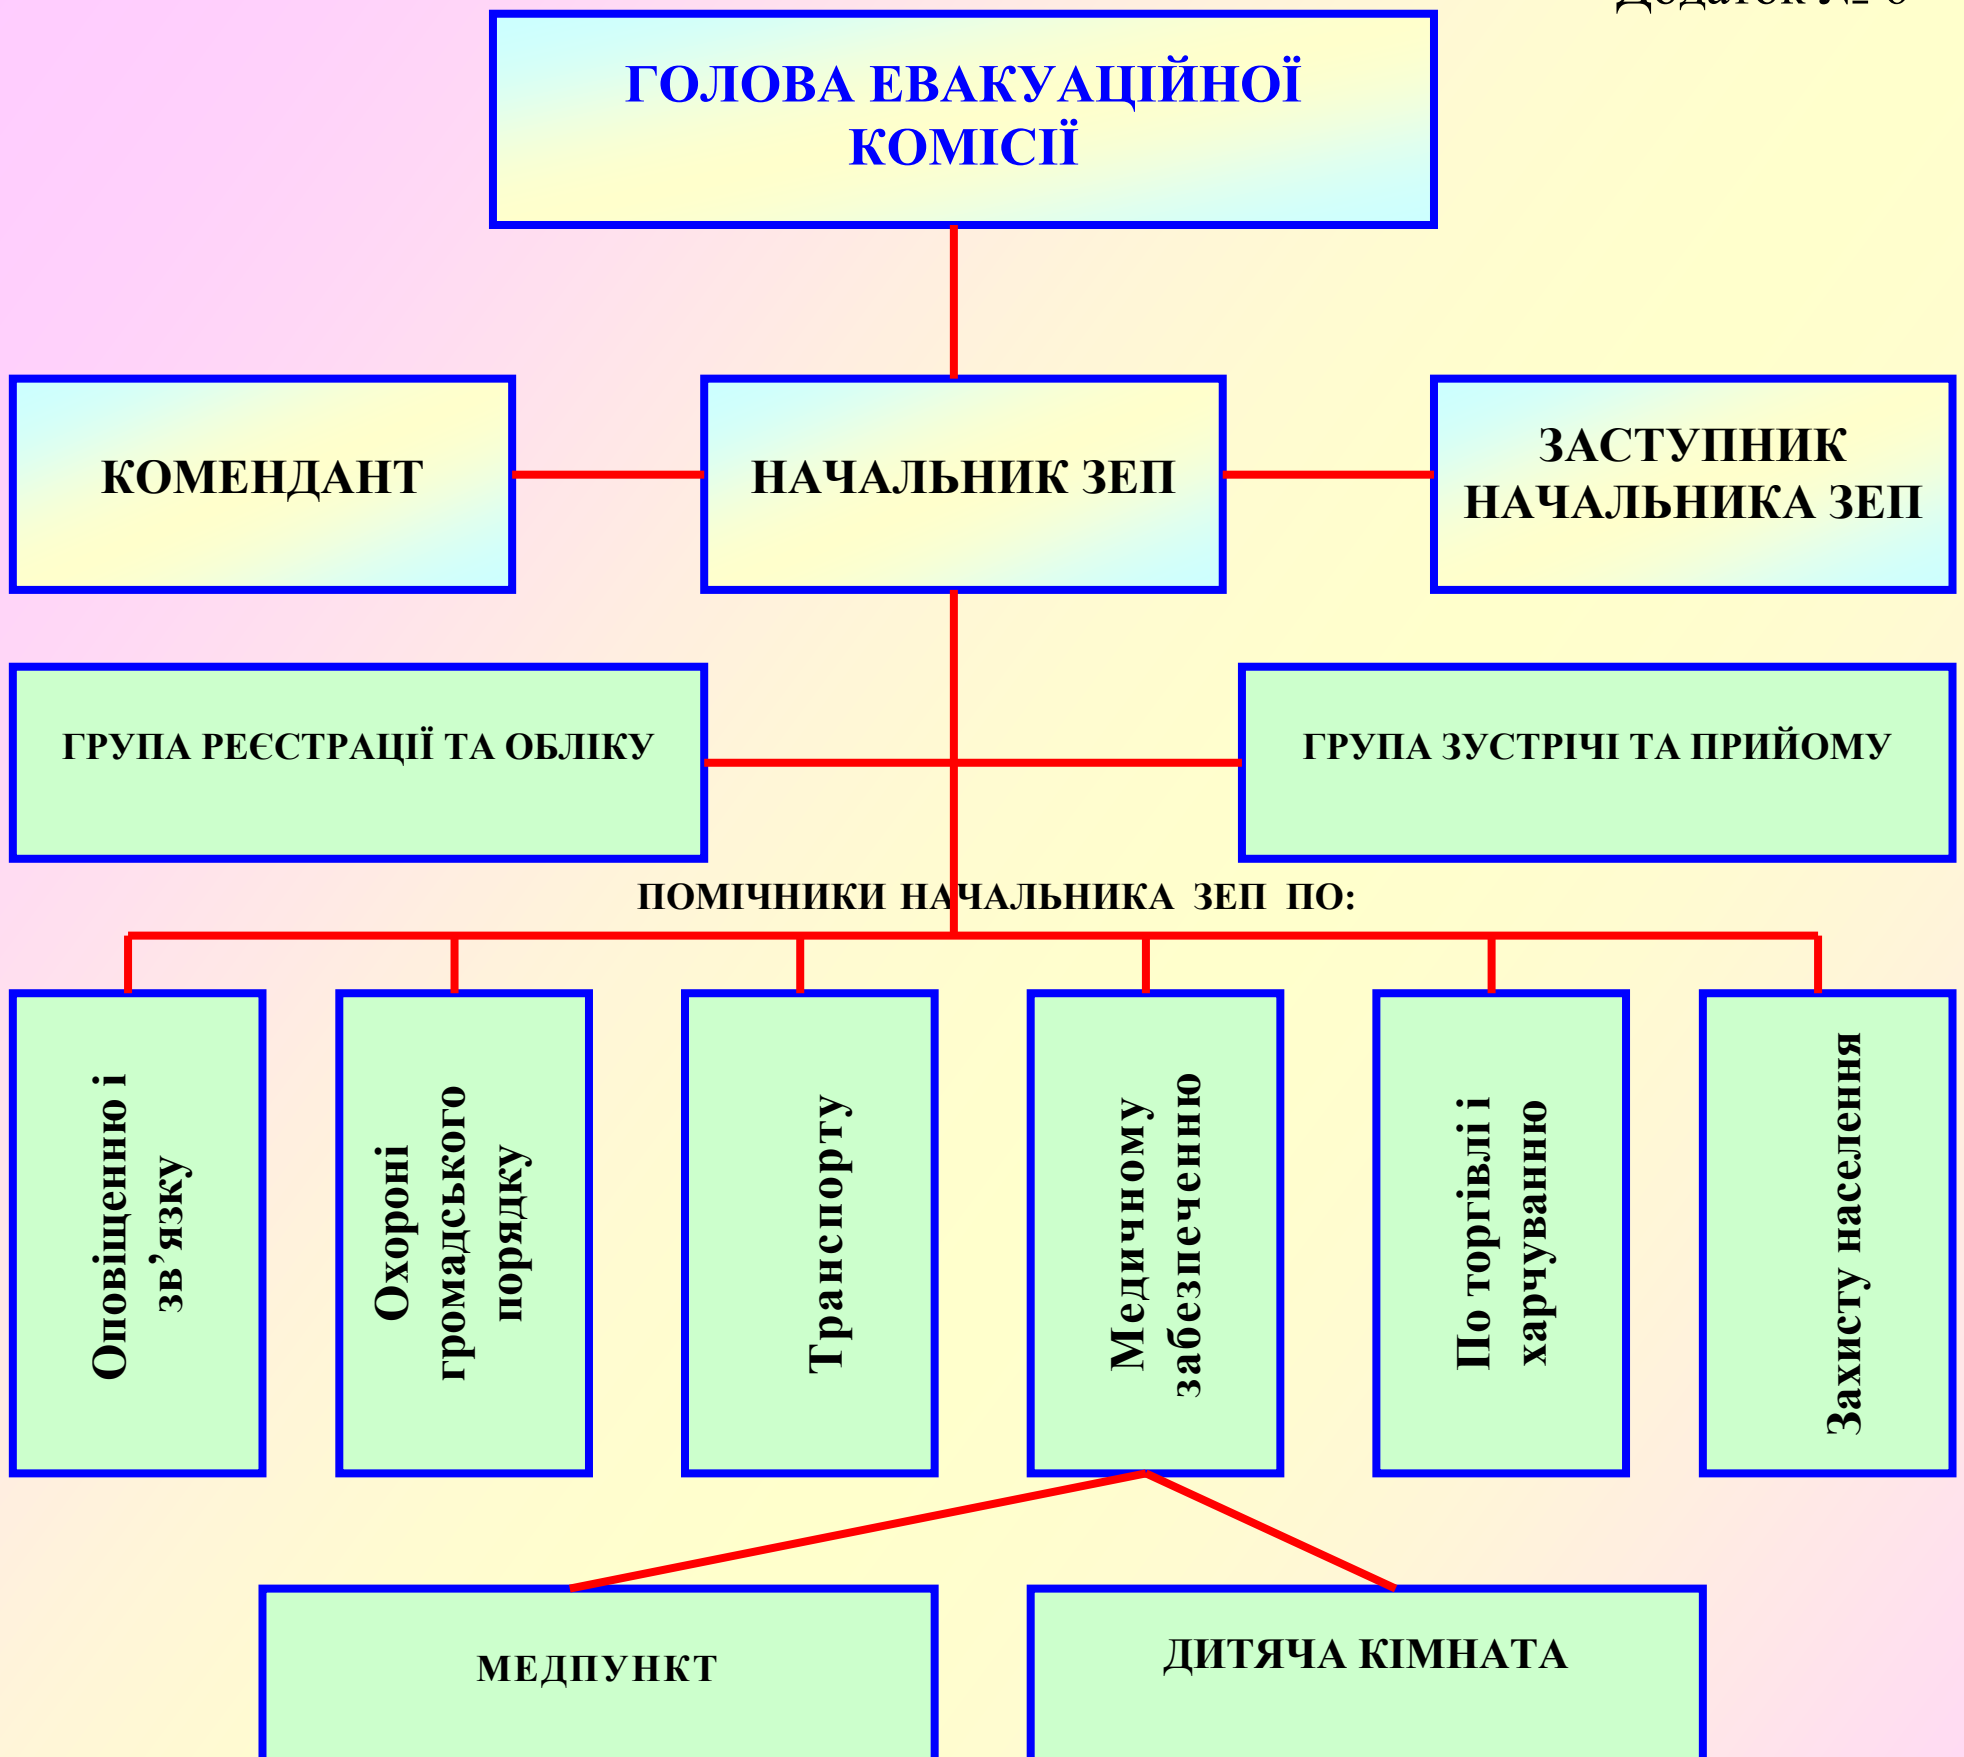 Додаток №
ГОЛОВА ЕВАКУАЦІЙНОЇ
КОМІСІЇ
КОМЕНДАНТ
НАЧАЛЬНИК ЗЕП
ЗАСТУПНИК
НАЧАЛЬНИКА ЗЕП
ГРУПА РЕЄСТРАЦІЇ ТА ОБЛІКУ
ГРУПА ЗУСТРІЧІ ТА ПРИЙОМУ
ПОМІЧНИКИ НАЧАЛЬНИКА ЗЕП ПО:
Оповіщенню і
зв’язку
Охороні
громадського
порядку
Транспорту
Медичному
забезпеченню
По торгівлі і
харчуванню
Захисту населення
МЕДПУНКТ
ДИТЯЧА КІМНАТА